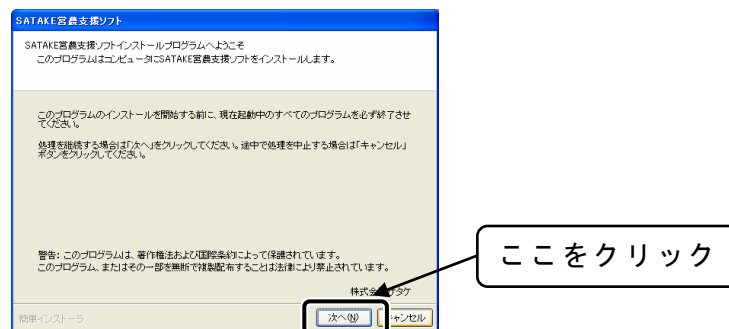 SATAKE営農支援ソフト
SATAKE営農支援ソフトインストールプログラムへようこそ
このプログラムはコンピュータにSATAKE営農支援ソフトをインストールします。
このプログラムのインストールを開始する前に、現在起動中のすべてのプログラムを必ず終了させ
てください。
処理を継続する場合は「次へ」をクリックしてください。途中で処理を中止する場合は「キャンセル」
ボタンをクリックしてください。
警告: このプログラムは、著作権法および国際条約によって保護されています。
このプログラム、またはその一部を無断で複製配布することは法律により禁止されています。
ここをクリック
株式会
タケ
簡単インストーラ
次へ(N)
ャンセル